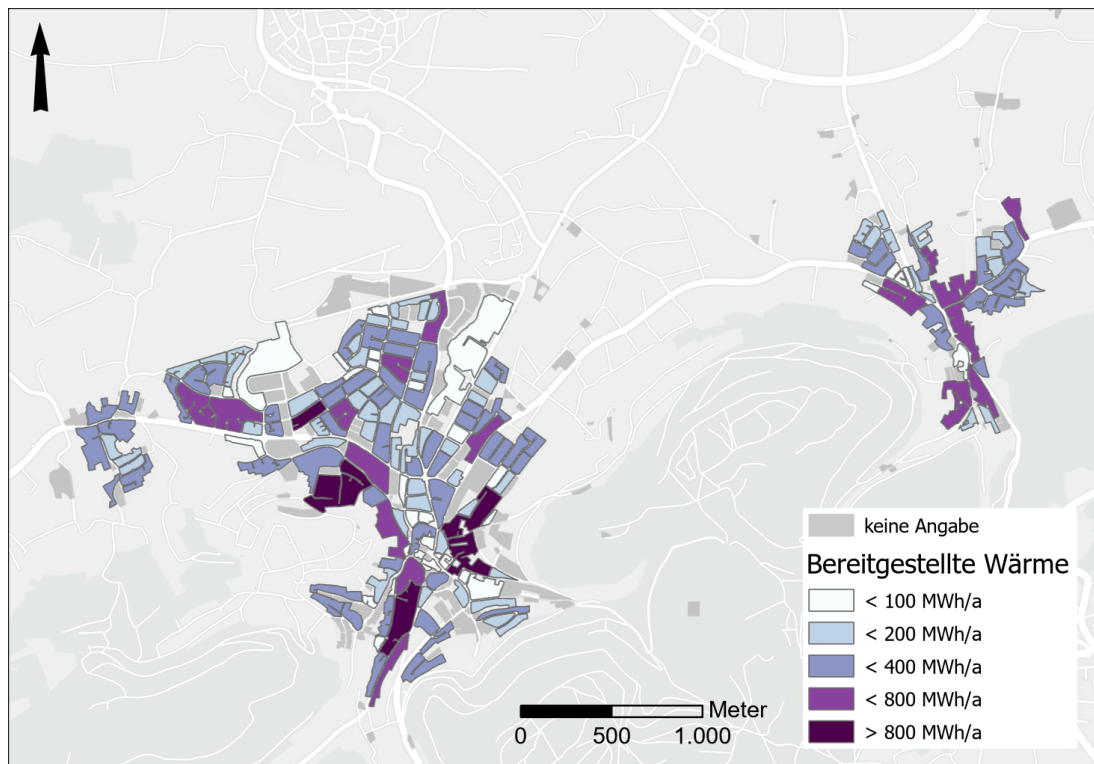 keine Angabe
Bereitgestellte Wärme
< 100 MWh/a
< 200 MWh/a
< 400 MWh/a
< 800 MWh/a
> 800 MWh/a
Meter
0 500 1.000